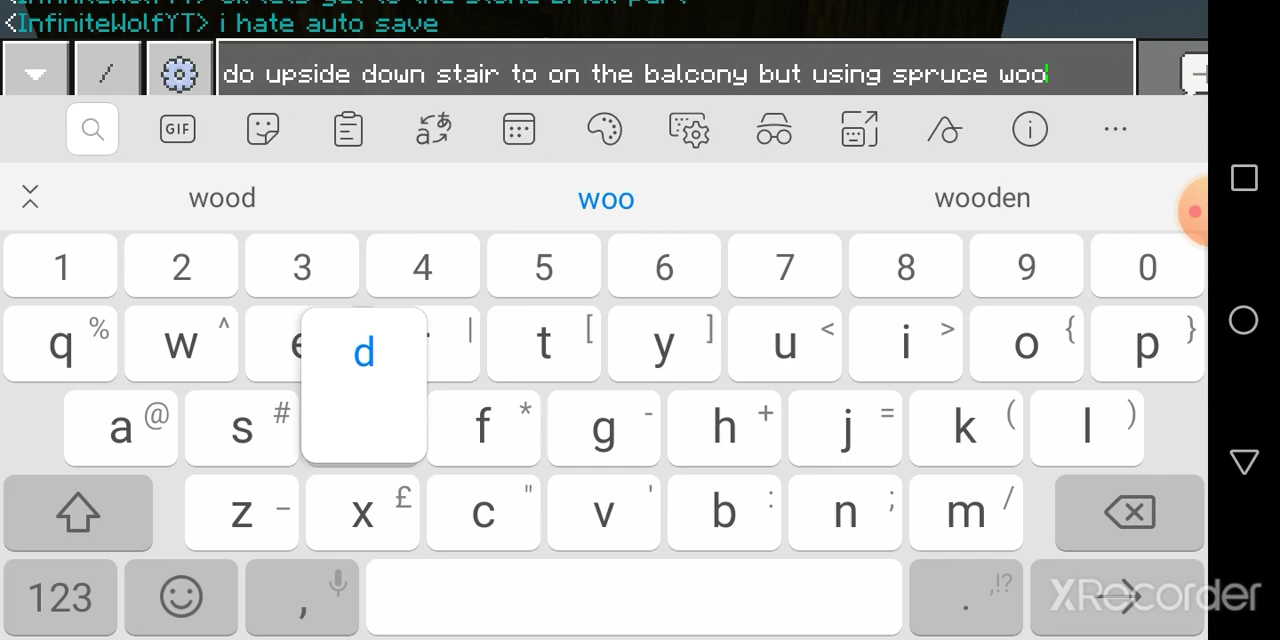 <InfiniteWolfYT> i hate auto save
/
do upside down stair to on the balcony but using spruce woo
GIF
wood woo wooden
1 2 3 4 5 6 7 8 9 0
q % w ^ e | t [ y ] u < i > o { p }
d
a @ s # f * g - h + j = k ( l )
z – x £ c " v ' b : n ; m /
123 , . ,!?
XRecorder